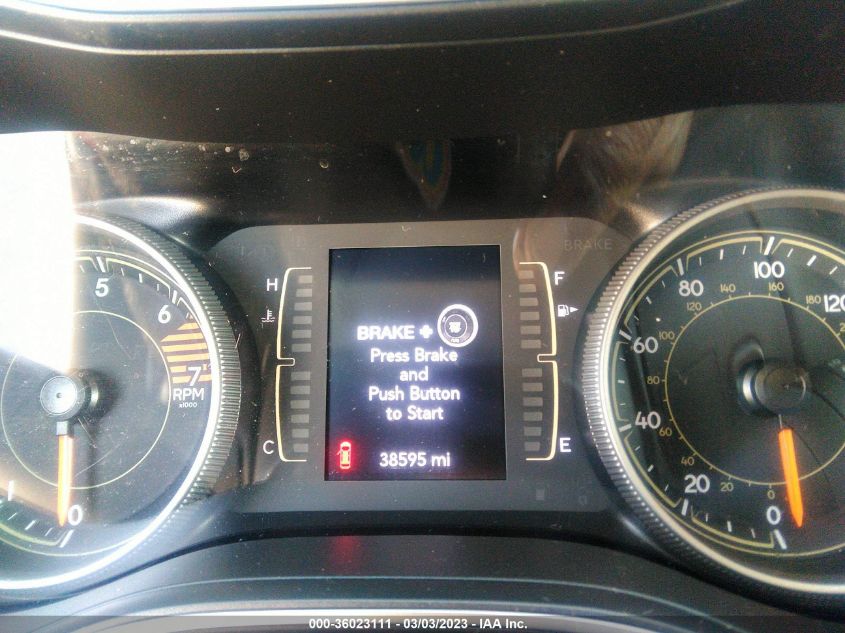 BRAKE
H
F
C
E
BRAKE +
Press Brake
and
Push Button
to Start
38595 mi
5
6
7
RPM
x1000
1
0
0
20
40
60
80
100
120
0
20
40
60
80
100
120
140
160
180
000-36023111 - 03/03/2023 - IAA Inc.